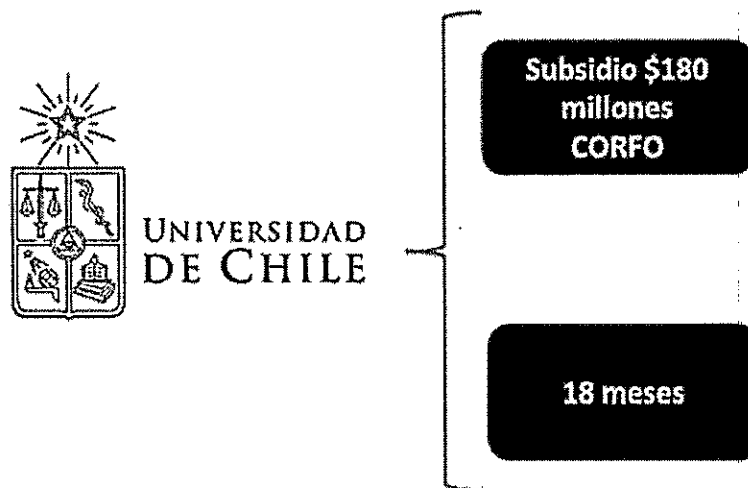 UNIVERSIDAD
DE CHILE
Subsidio $180
millones
CORFO
18 meses